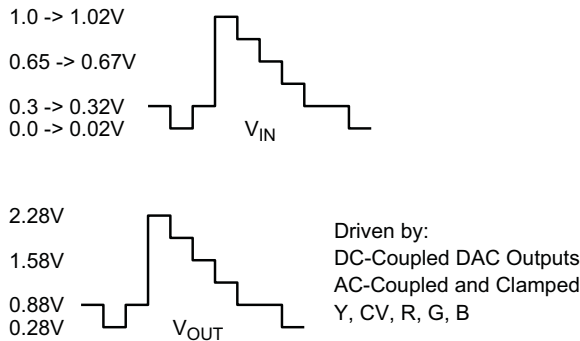 1.0 -> 1.02V
0.65 -> 0.67V
0.3 -> 0.32V
0.0 -> 0.02V
VIN
2.28V
1.58V
0.88V
0.28V
VOUT
Driven by:
DC-Coupled DAC Outputs
AC-Coupled and Clamped
Y, CV, R, G, B